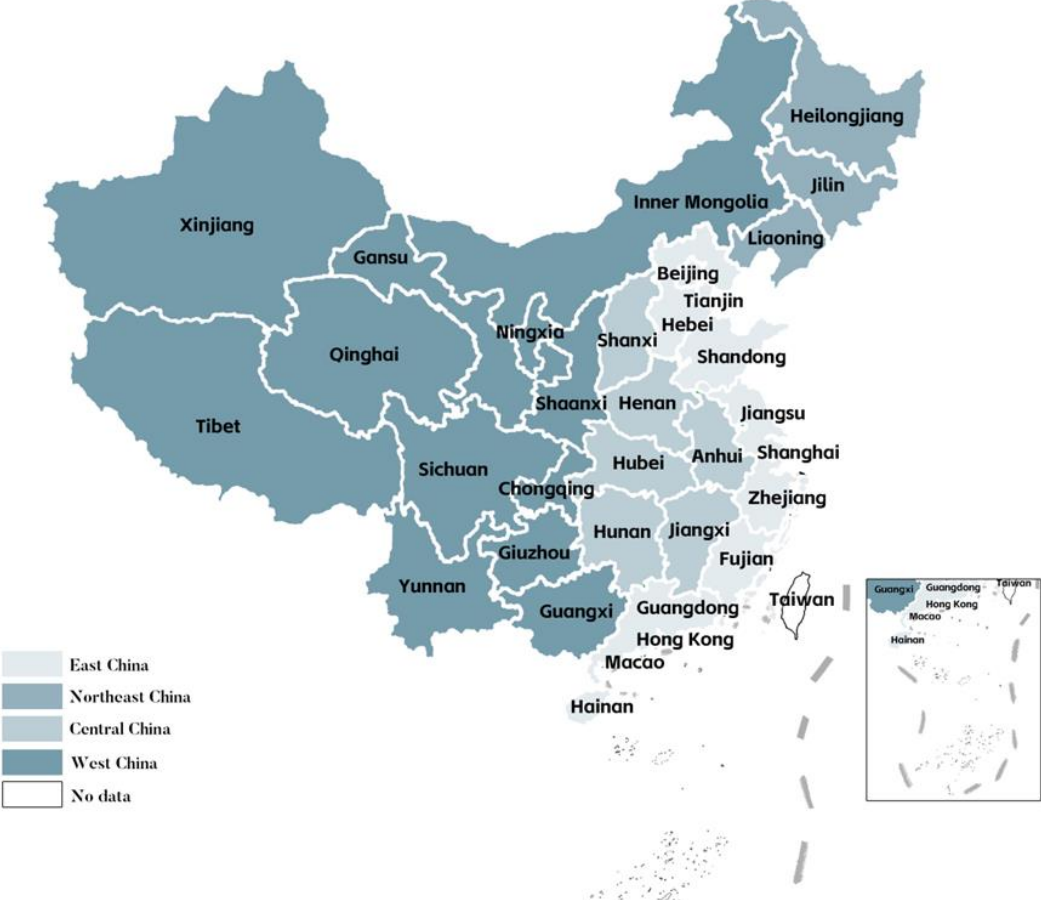 Heilongjiang
Jilin
Inner Mongolia
Xinjiang
Liaoning
Gansu
Beijing
Tianjin
Hebei
Ningxia
Shanxi
Qinghai
Shandong
Shaanxi
Henan
Jiangsu
Tibet
Anhui
Shanghai
Hubei
Sichuan
Chongqing
Zhejiang
Hunan
Jiangxi
Giuzhou
Fujian
Yunnan
Taiwan
Guangxi
Guangdong
Hong Kong
Macao
Hainan
Guangxi
Guangdong
Taiwan
Hong Kong
Macao
Hainan
East China
Northeast China
Central China
West China
No data